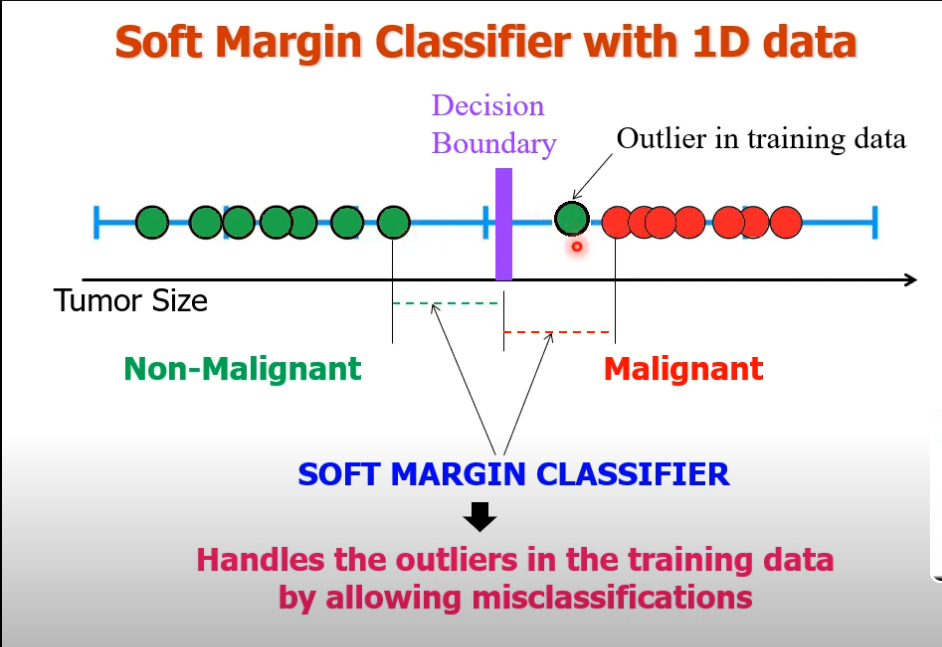 Soft Margin Classifier with 1D data
Decision
Boundary
Outlier in training data
Tumor Size
Non-Malignant
Malignant
SOFT MARGIN CLASSIFIER
Handles the outliers in the training data
by allowing misclassifications